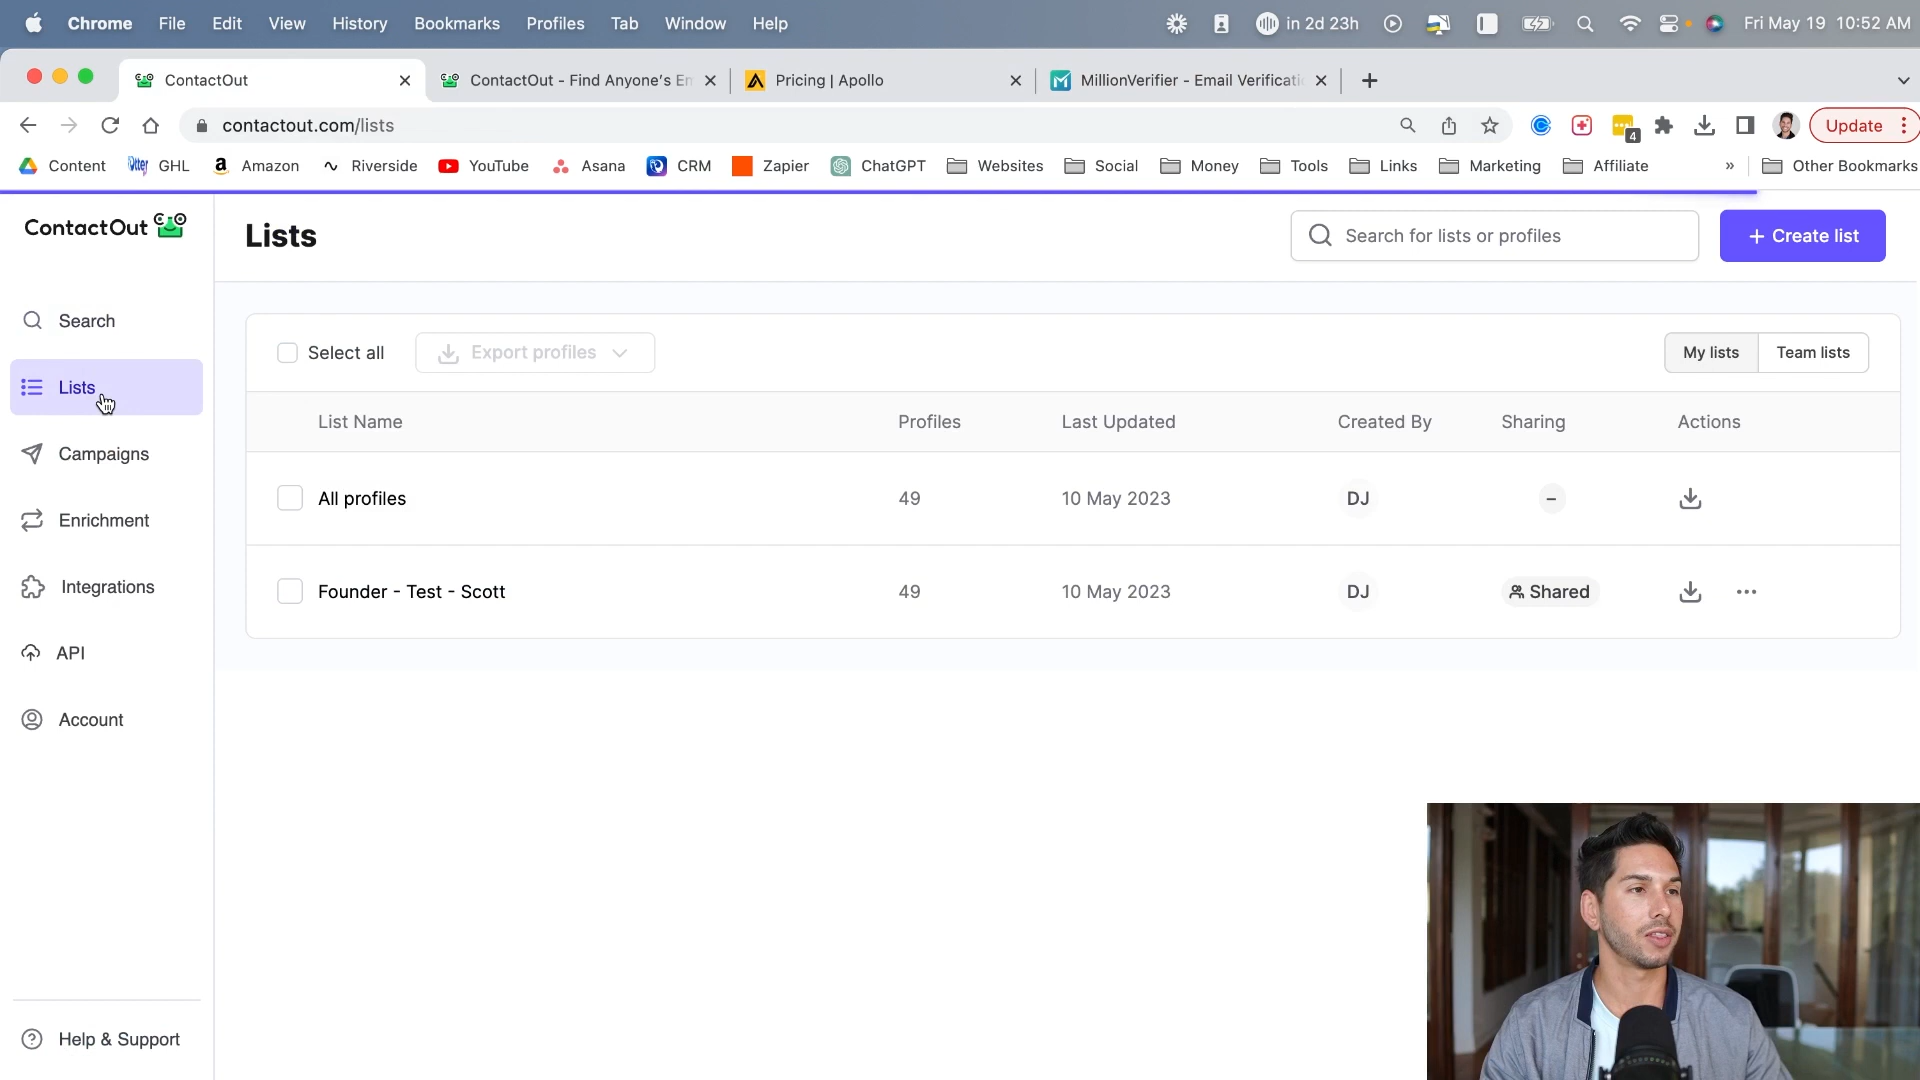 Chrome File Edit View History Bookmarks Profiles Tab Window Help in 2d 23h Fri May 19 10:52 AM
ContactOut ContactOut - Find Anyone's Em Pricing | Apollo MillionVerifier - Email Verificati
contactout.com/lists 4 Update
Content GHL Amazon Riverside YouTube Asana CRM Zapier ChatGPT Websites Social Money Tools Links Marketing Affiliate » Other Bookmarks
ContactOut
Lists
Search for lists or profiles
+ Create list
Search
Lists
Campaigns
Enrichment
Integrations
API
Account
Help & Support
Select all Export profiles My lists Team lists
List Name Profiles Last Updated Created By Sharing Actions
All profiles 49 10 May 2023 DJ –
Founder - Test - Scott 49 10 May 2023 DJ Shared